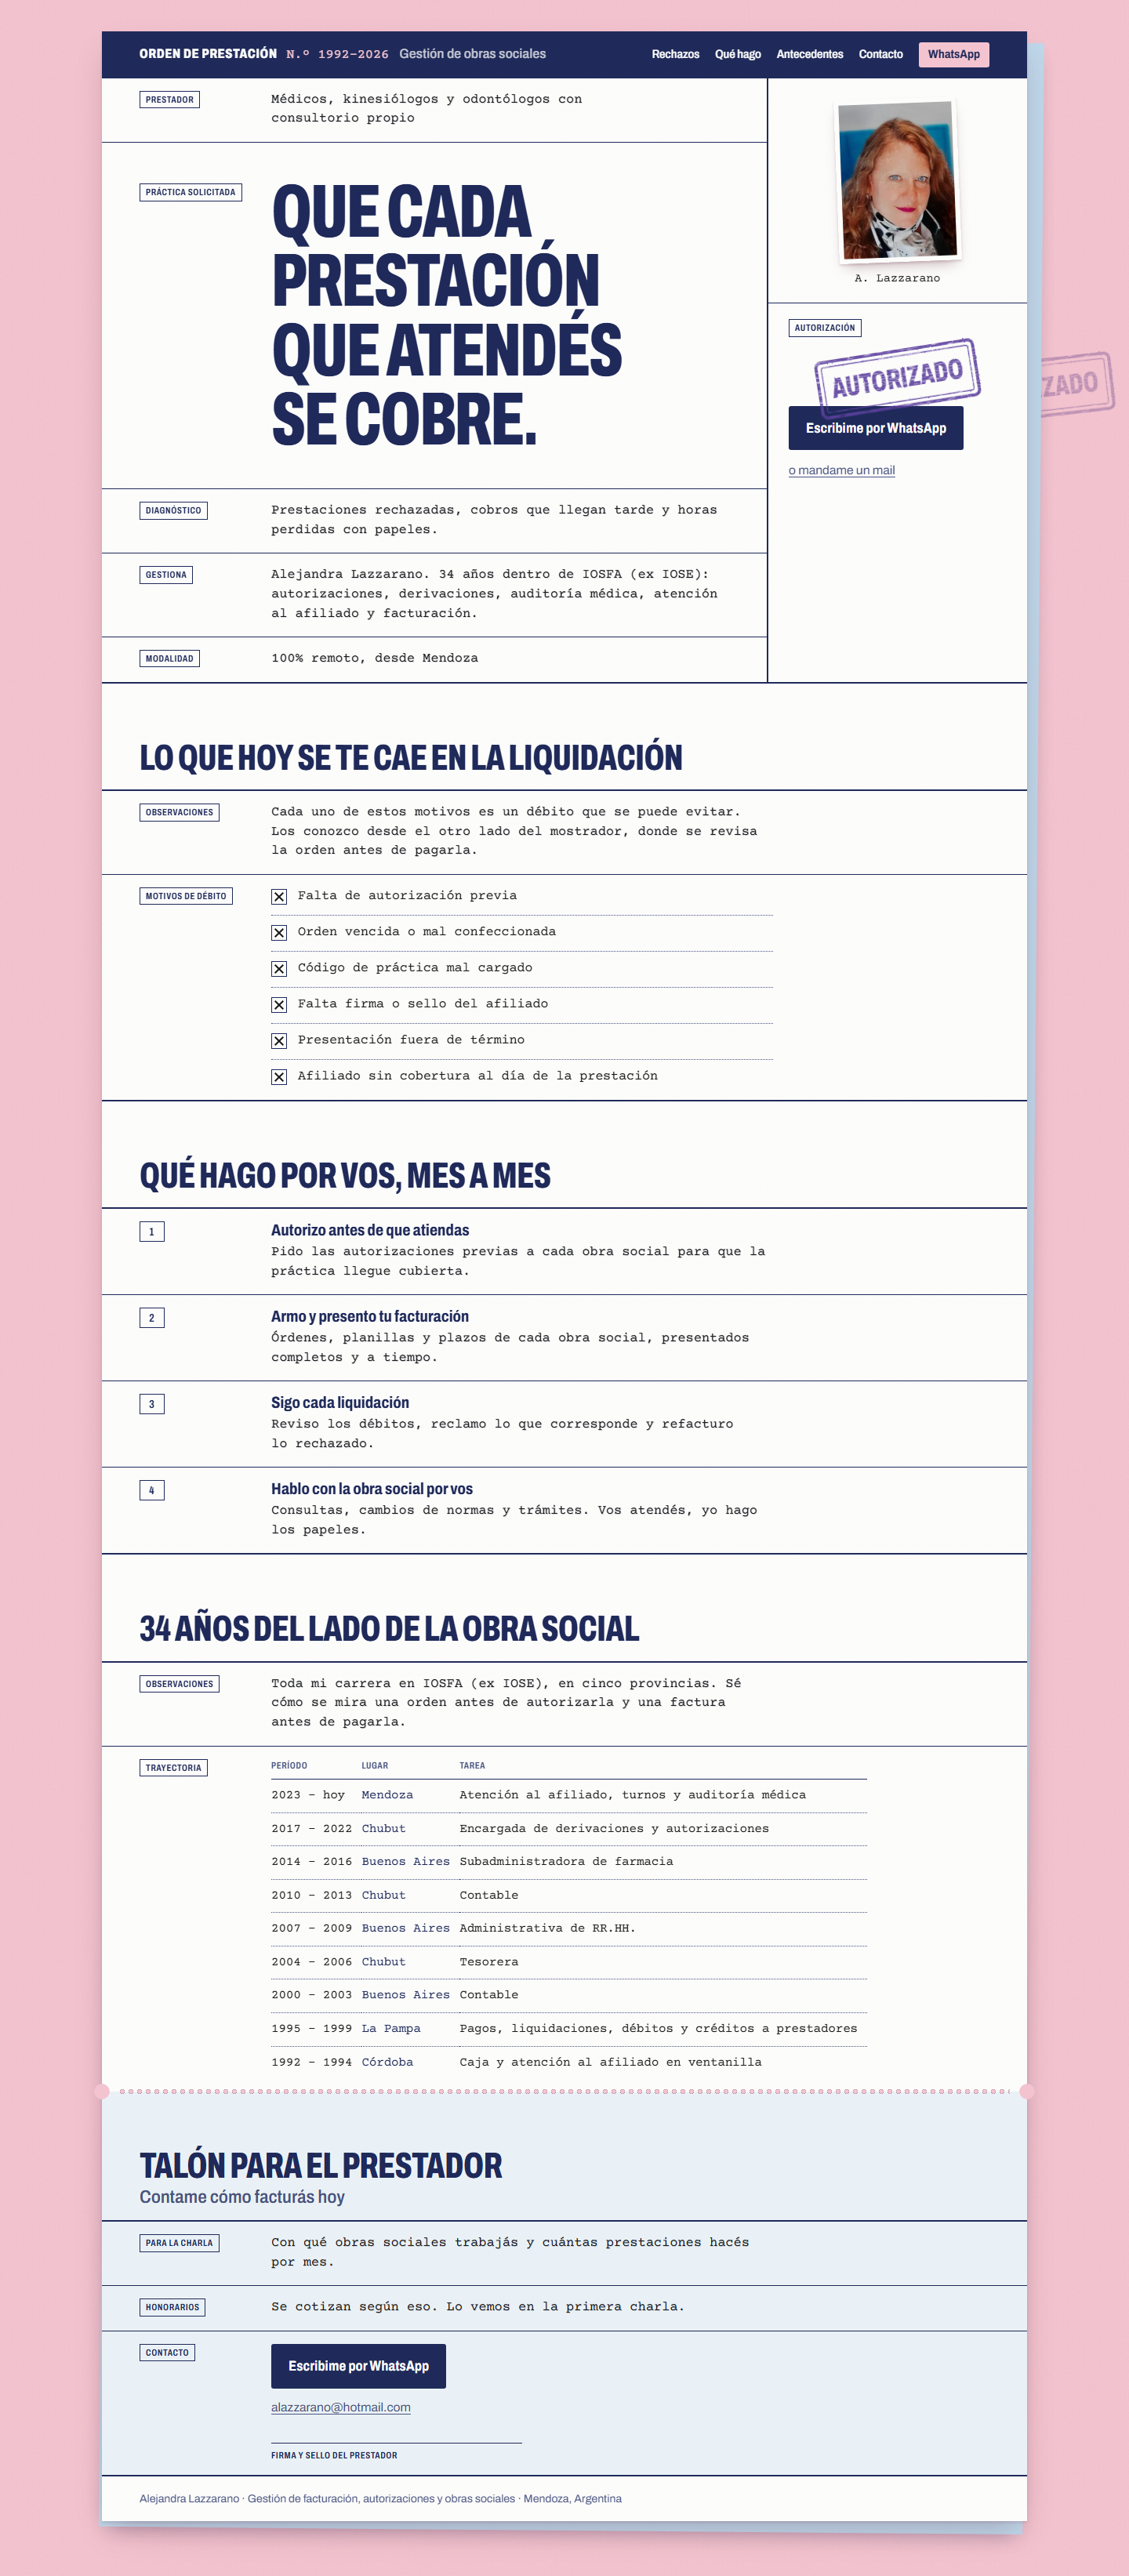 ORDEN DE PRESTACIÓN N.º 1992–2026 Gestión de obras sociales
Rechazos Qué hago Antecedentes Contacto WhatsApp
PRESTADOR
Médicos, kinesiólogos y odontólogos con
consultorio propio
PRÁCTICA SOLICITADA
QUE CADA
PRESTACIÓN
QUE ATENDÉS
SE COBRE.
DIAGNÓSTICO
Prestaciones rechazadas, cobros que llegan tarde y horas
perdidas con papeles.
GESTIONA
Alejandra Lazzarano. 34 años dentro de IOSFA (ex IOSE):
autorizaciones, derivaciones, auditoría médica, atención
al afiliado y facturación.
MODALIDAD
100% remoto, desde Mendoza
A. Lazzarano
AUTORIZACIÓN
AUTORIZADO
ZADO
Escribime por WhatsApp
o mandame un mail
LO QUE HOY SE TE CAE EN LA LIQUIDACIÓN
OBSERVACIONES
Cada uno de estos motivos es un débito que se puede evitar.
Los conozco desde el otro lado del mostrador, donde se revisa
la orden antes de pagarla.
MOTIVOS DE DÉBITO
Falta de autorización previa
Orden vencida o mal confeccionada
Código de práctica mal cargado
Falta firma o sello del afiliado
Presentación fuera de término
Afiliado sin cobertura al día de la prestación
QUÉ HAGO POR VOS, MES A MES
1
Autorizo antes de que atiendas
Pido las autorizaciones previas a cada obra social para que la
práctica llegue cubierta.
2
Armo y presento tu facturación
Órdenes, planillas y plazos de cada obra social, presentados
completos y a tiempo.
3
Sigo cada liquidación
Reviso los débitos, reclamo lo que corresponde y refacturo
lo rechazado.
4
Hablo con la obra social por vos
Consultas, cambios de normas y trámites. Vos atendés, yo hago
los papeles.
34 AÑOS DEL LADO DE LA OBRA SOCIAL
OBSERVACIONES
Toda mi carrera en IOSFA (ex IOSE), en cinco provincias. Sé
cómo se mira una orden antes de autorizarla y una factura
antes de pagarla.
TRAYECTORIA
PERÍODO LUGAR TAREA
2023 – hoy Mendoza Atención al afiliado, turnos y auditoría médica
2017 – 2022 Chubut Encargada de derivaciones y autorizaciones
2014 – 2016 Buenos Aires Subadministradora de farmacia
2010 – 2013 Chubut Contable
2007 – 2009 Buenos Aires Administrativa de RR.HH.
2004 – 2006 Chubut Tesorera
2000 – 2003 Buenos Aires Contable
1995 – 1999 La Pampa Pagos, liquidaciones, débitos y créditos a prestadores
1992 – 1994 Córdoba Caja y atención al afiliado en ventanilla
TALÓN PARA EL PRESTADOR
Contame cómo facturás hoy
PARA LA CHARLA
Con qué obras sociales trabajás y cuántas prestaciones hacés
por mes.
HONORARIOS
Se cotizan según eso. Lo vemos en la primera charla.
CONTACTO
Escribime por WhatsApp
alazzarano@hotmail.com
FIRMA Y SELLO DEL PRESTADOR
Alejandra Lazzarano · Gestión de facturación, autorizaciones y obras sociales · Mendoza, Argentina